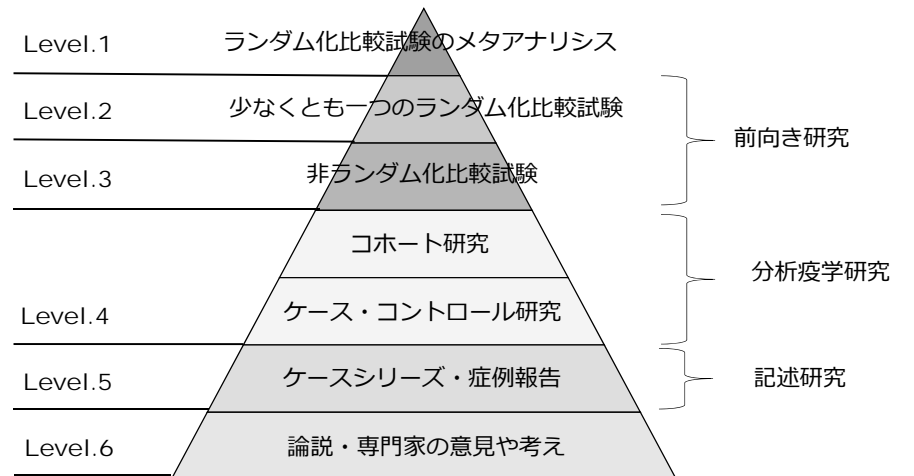 Level.1
ランダム化比較試験のメタアナリシス
Level.2
少なくとも一つのランダム化比較試験
前向き研究
Level.3
非ランダム化比較試験
コホート研究
分析疫学研究
Level.4
ケース・コントロール研究
Level.5
ケースシリーズ・症例報告
記述研究
Level.6
論説・専門家の意見や考え